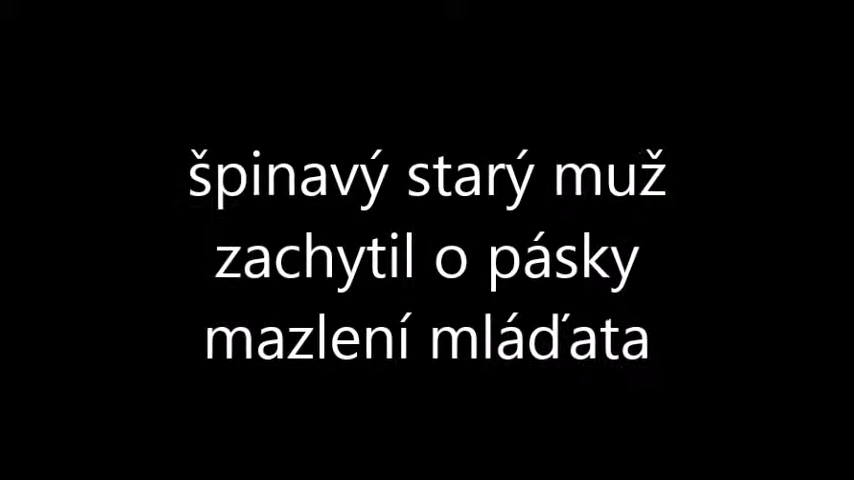 špinavý starý muž
zachytil o pásky
mazlení mláďata